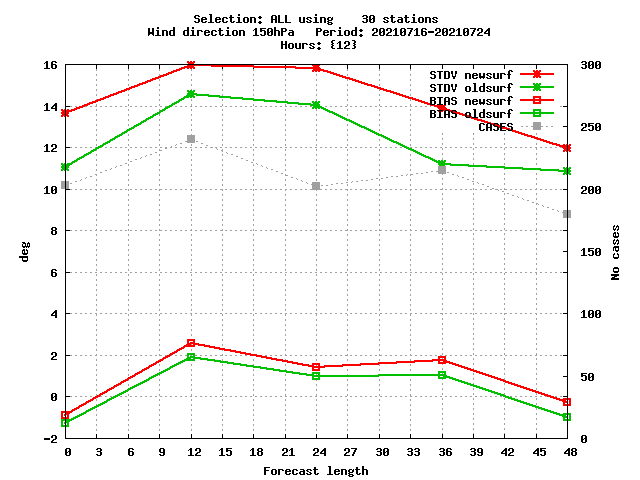 Selection: ALL using    30 stations
Wind direction 150hPa   Period: 20210716-20210724
Hours: {12}
16
14
12
10
8
6
4
2
0
-2
deg
300
250
200
150
100
50
0
No cases
STDV newsurf
STDV oldsurf
BIAS newsurf
BIAS oldsurf
CASES
0 3 6 9 12 15 18 21 24 27 30 33 36 39 42 45 48
Forecast length